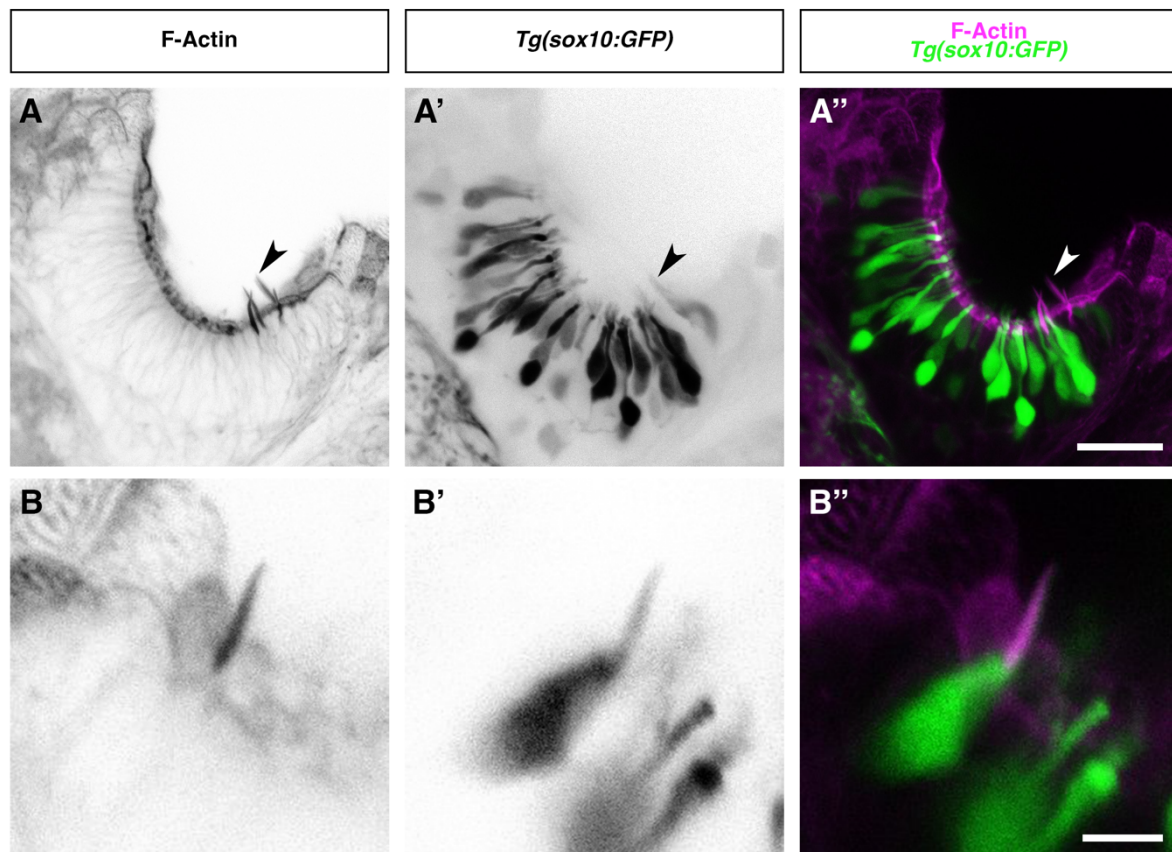 F-Actin
Tg(sox10:GFP)
F-Actin
Tg(sox10:GFP)
A
A'
A''
B
B'
B''